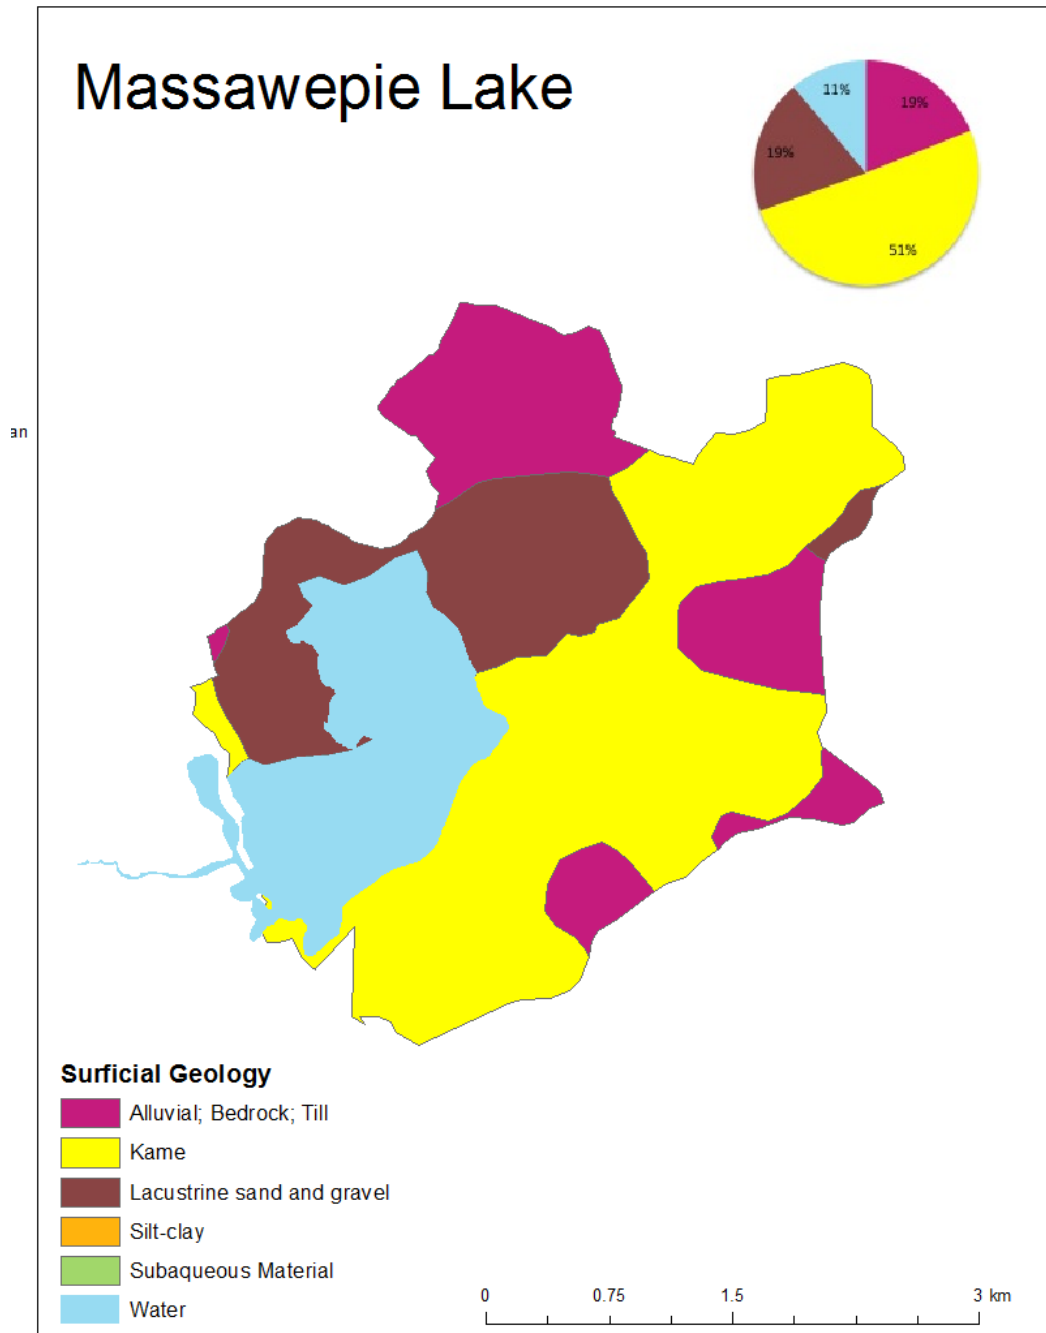 Massawepie Lake
11%
19%
19%
51%
an
Surficial Geology
Alluvial; Bedrock; Till
Kame
Lacustrine sand and gravel
Silt-clay
Subaqueous Material
Water
0 0.75 1.5 3 km